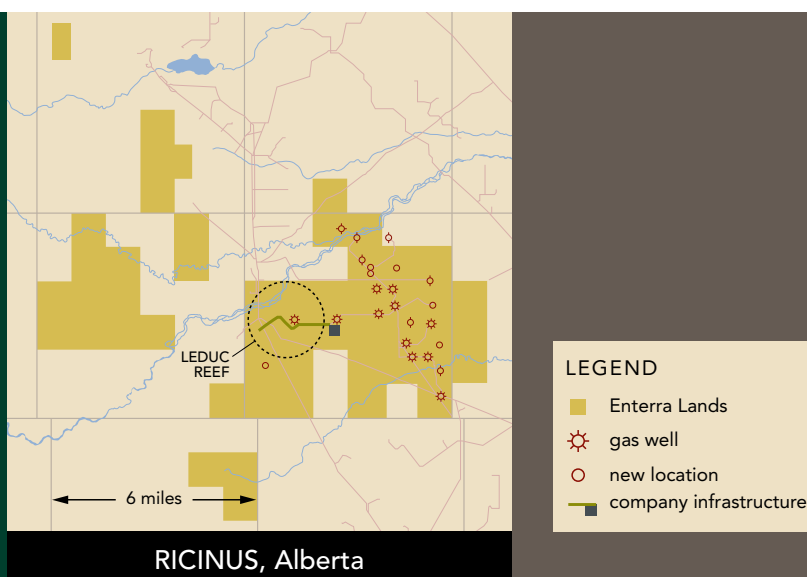 LEDUC
REEF
6 miles
RICINUS, Alberta
LEGEND
Enterra Lands
gas well
new location
company infrastructure